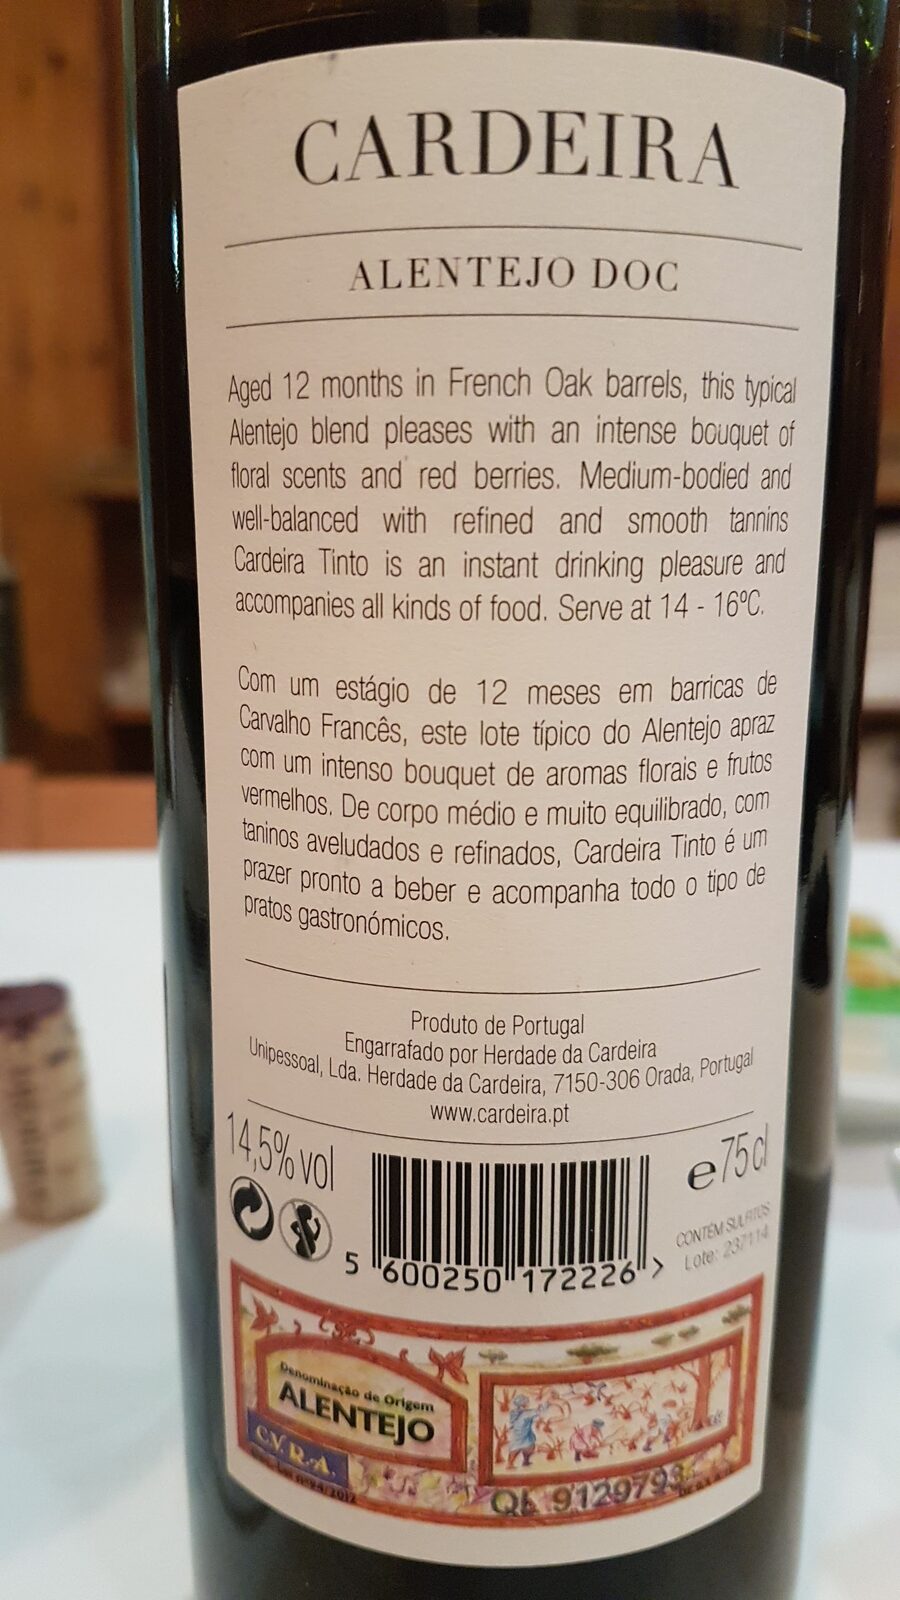 CARDEIRA
ALENTEJO DOC
Aged 12 months in French Oak barrels, this typical
Alentejo blend pleases with an intense bouquet of
floral scents and red berries. Medium-bodied and
well-balanced with refined and smooth tannins
Cardeira Tinto is an instant drinking pleasure and
accompanies all kinds of food. Serve at 14 - 16ºC.
Com um estágio de 12 meses em barricas de
Carvalho Francês, este lote típico do Alentejo apraz
com um intenso bouquet de aromas florais e frutos
vermelhos. De corpo médio e muito equilibrado, com
taninos aveludados e refinados, Cardeira Tinto é um
prazer pronto a beber e acompanha todo o tipo de
pratos gastronómicos.
Produto de Portugal
Engarrafado por Herdade da Cardeira
Unipessoal, Lda. Herdade da Cardeira, 7150-306 Orada, Portugal
www.cardeira.pt
14,5% vol
e 75 cl
CONTÉM SULFITOS
Lote: 237114
5 600250 172226 >
Denominação de Origem
ALENTEJO
C.V.R.A.
QL 9129793